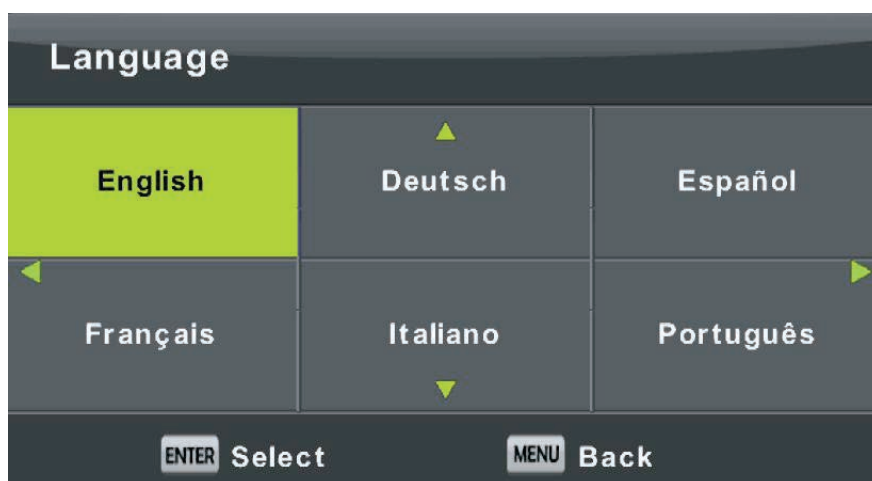 Language
English Deutsch Español
Français Italiano Português
ENTER Select MENU Back